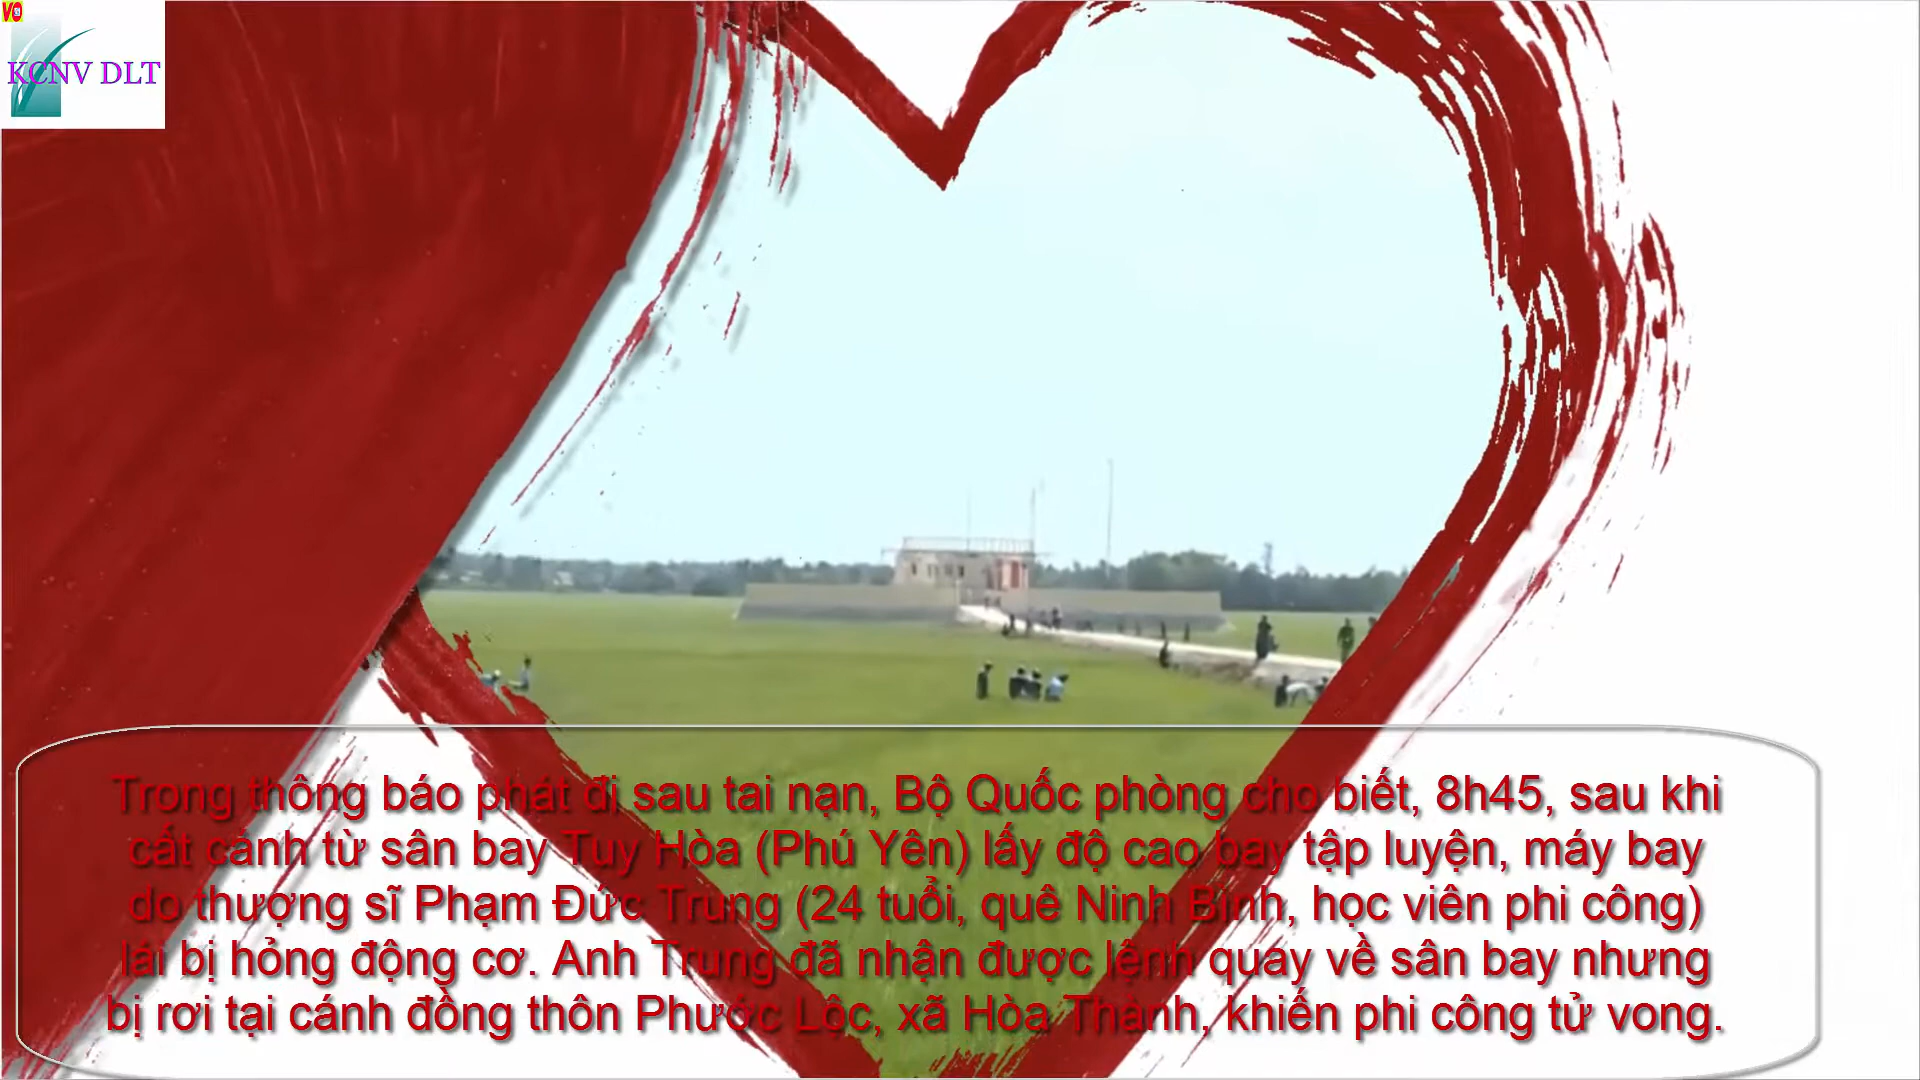 VO
KCNV DLT
Trong thông báo phát đi sau tai nạn, Bộ Quốc phòng cho biết, 8h45, sau khi
cất cánh từ sân bay Tuy Hòa (Phú Yên) lấy độ cao bay tập luyện, máy bay
do thượng sĩ Phạm Đức Trung (24 tuổi, quê Ninh Bình, học viên phi công)
lái bị hỏng động cơ. Anh Trung đã nhận được lệnh quay về sân bay nhưng
bị rơi tại cánh đồng thôn Phước Lộc, xã Hòa Thành, khiến phi công tử vong.